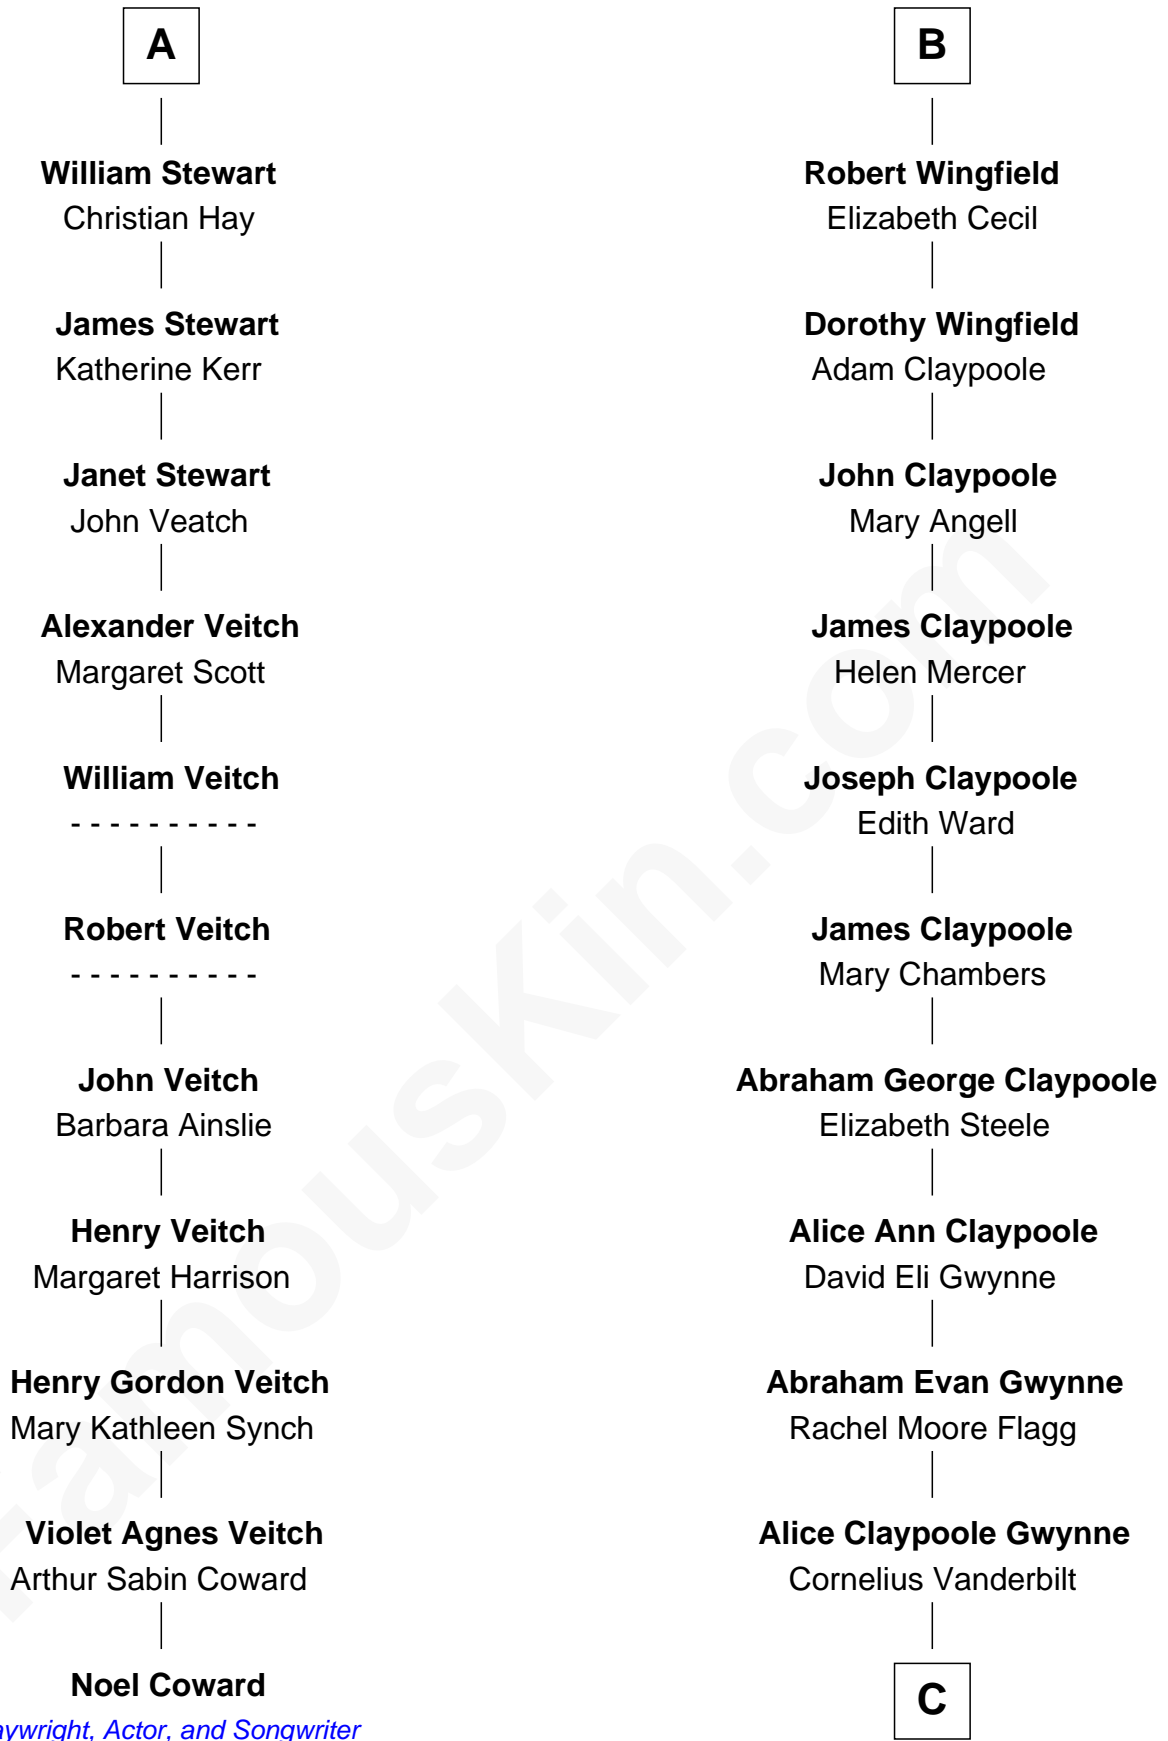 A
William Stewart
Christian Hay
James Stewart
Katherine Kerr
Janet Stewart
John Veatch
Alexander Veitch
Margaret Scott
William Veitch
- - - - - - - - - -
Robert Veitch
- - - - - - - - - -
John Veitch
Barbara Ainslie
Henry Veitch
Margaret Harrison
Henry Gordon Veitch
Mary Kathleen Synch
Violet Agnes Veitch
Arthur Sabin Coward
Noel Coward
aywright, Actor, and Songwriter
B
Robert Wingfield
Elizabeth Cecil
Dorothy Wingfield
Adam Claypoole
John Claypoole
Mary Angell
James Claypoole
Helen Mercer
Joseph Claypoole
Edith Ward
James Claypoole
Mary Chambers
Abraham George Claypoole
Elizabeth Steele
Alice Ann Claypoole
David Eli Gwynne
Abraham Evan Gwynne
Rachel Moore Flagg
Alice Claypoole Gwynne
Cornelius Vanderbilt
C
FamousKin.com